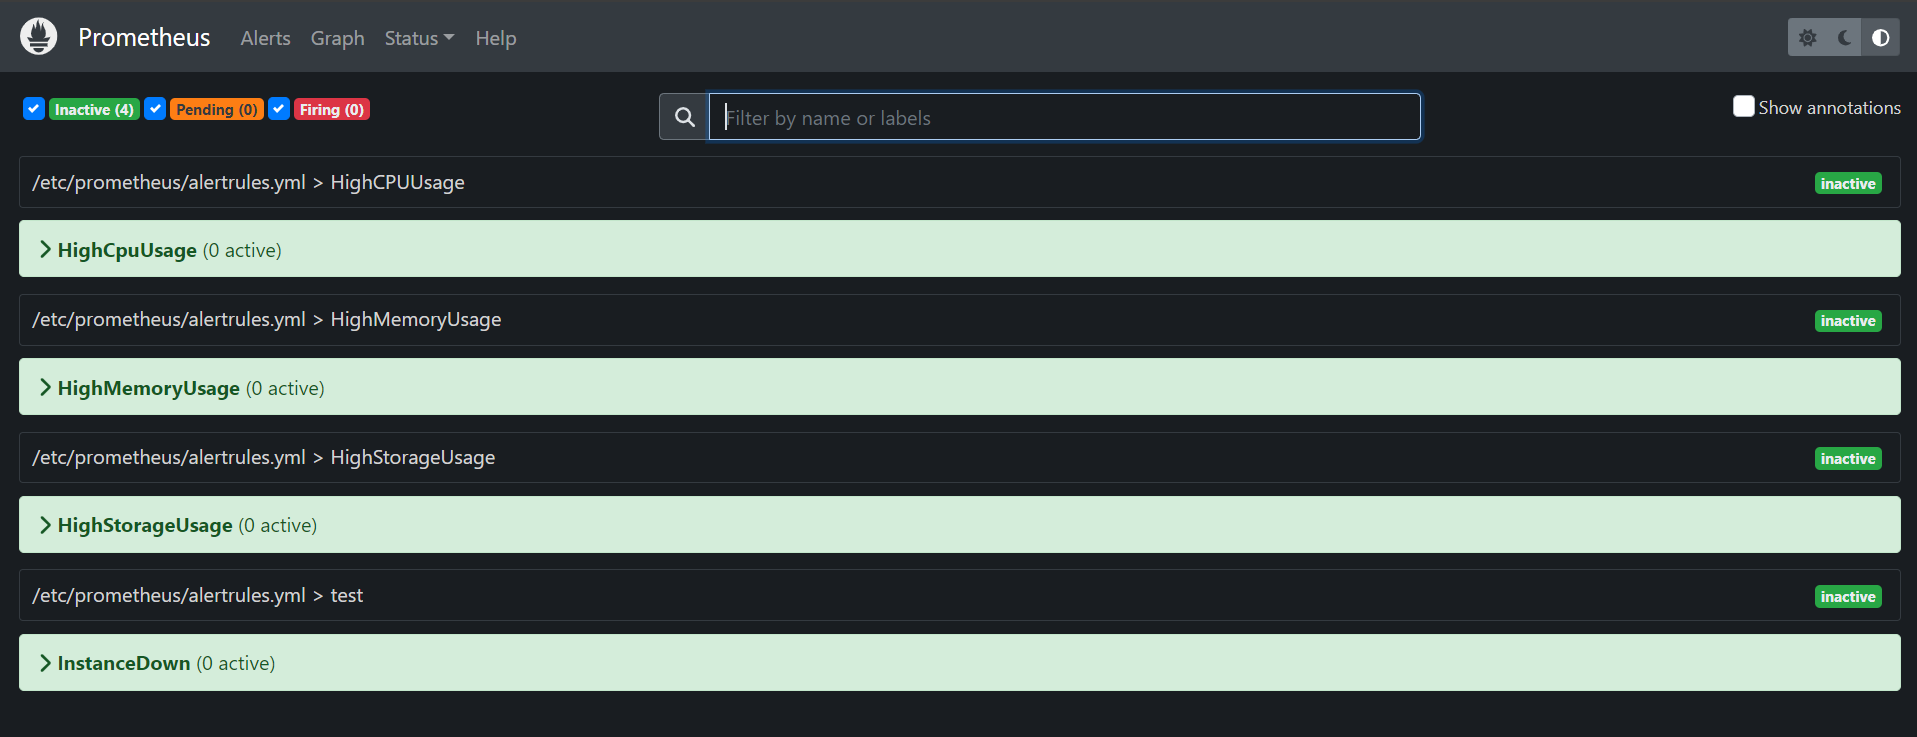 Prometheus Alerts Graph Status Help
Inactive (4) Pending (0) Firing (0) Filter by name or labels Show annotations
/etc/prometheus/alertrules.yml > HighCPUUsage inactive
HighCpuUsage (0 active)
/etc/prometheus/alertrules.yml > HighMemoryUsage inactive
HighMemoryUsage (0 active)
/etc/prometheus/alertrules.yml > HighStorageUsage inactive
HighStorageUsage (0 active)
/etc/prometheus/alertrules.yml > test inactive
InstanceDown (0 active)